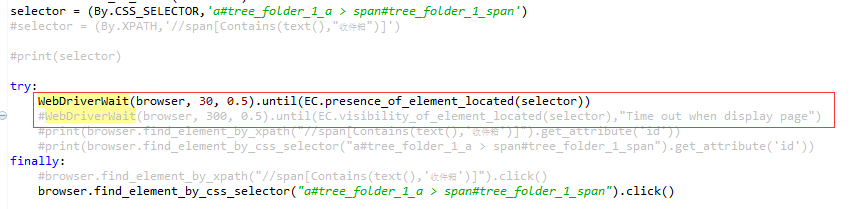 selector = (By.CSS_SELECTOR,'a#tree_folder_1_a > span#tree_folder_1_span')
#selector = (By.XPATH,'//span[Contains(text(),"收件箱")]')
#print(selector)
try:
WebDriverWait(browser, 30, 0.5).until(EC.presence_of_element_located(selector))
#WebDriverWait(browser, 300, 0.5).until(EC.visibility_of_element_located(selector),"Time out when display page")
#print(browser.find_element_by_xpath("//span[Contains(text(),'收件箱')]").get_attribute('id'))
#print(browser.find_element_by_css_selector("a#tree_folder_1_a > span#tree_folder_1_span").get_attribute('id'))
finally:
#browser.find_element_by_xpath("//span[Contains(text(),'收件箱')]").click()
browser.find_element_by_css_selector("a#tree_folder_1_a > span#tree_folder_1_span").click()